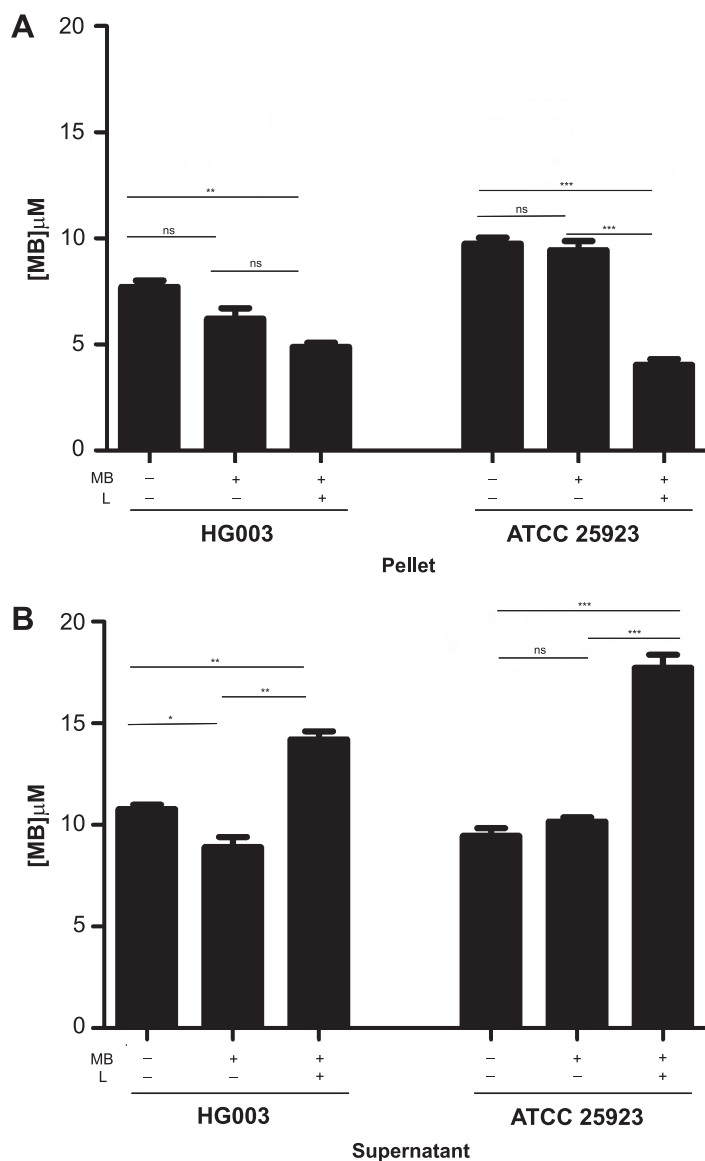 A
20
15
10
5
0
[MB]μM
**
ns
ns
***
ns
***
MB – + + – + +
L – – + – – +
HG003 ATCC 25923
Pellet
B
20
15
10
5
0
[MB]μM
**
**
*
***
***
ns
MB – + + – + +
L – – + – – +
HG003 ATCC 25923
Supernatant